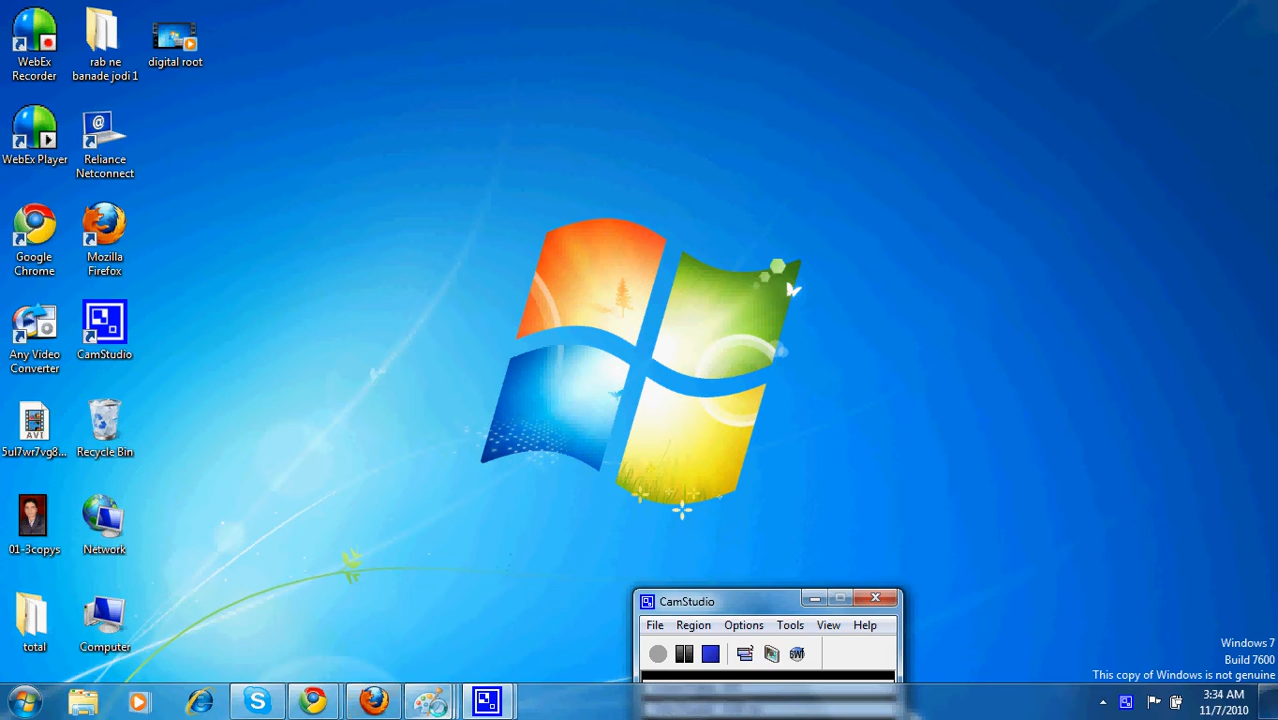 WebEx
Recorder
rab ne
banade jodi 1
digital root
WebEx Player
@
Reliance
Netconnect
Google
Chrome
Mozilla
Firefox
Any Video
Converter
CamStudio
AVI
5ul7wr7vg8...
Recycle Bin
01-3copys
Network
total
Computer
CamStudio
File Region Options Tools View Help
SWF
Windows 7
Build 7600
This copy of Windows is not genuine
3:34 AM
11/7/2010